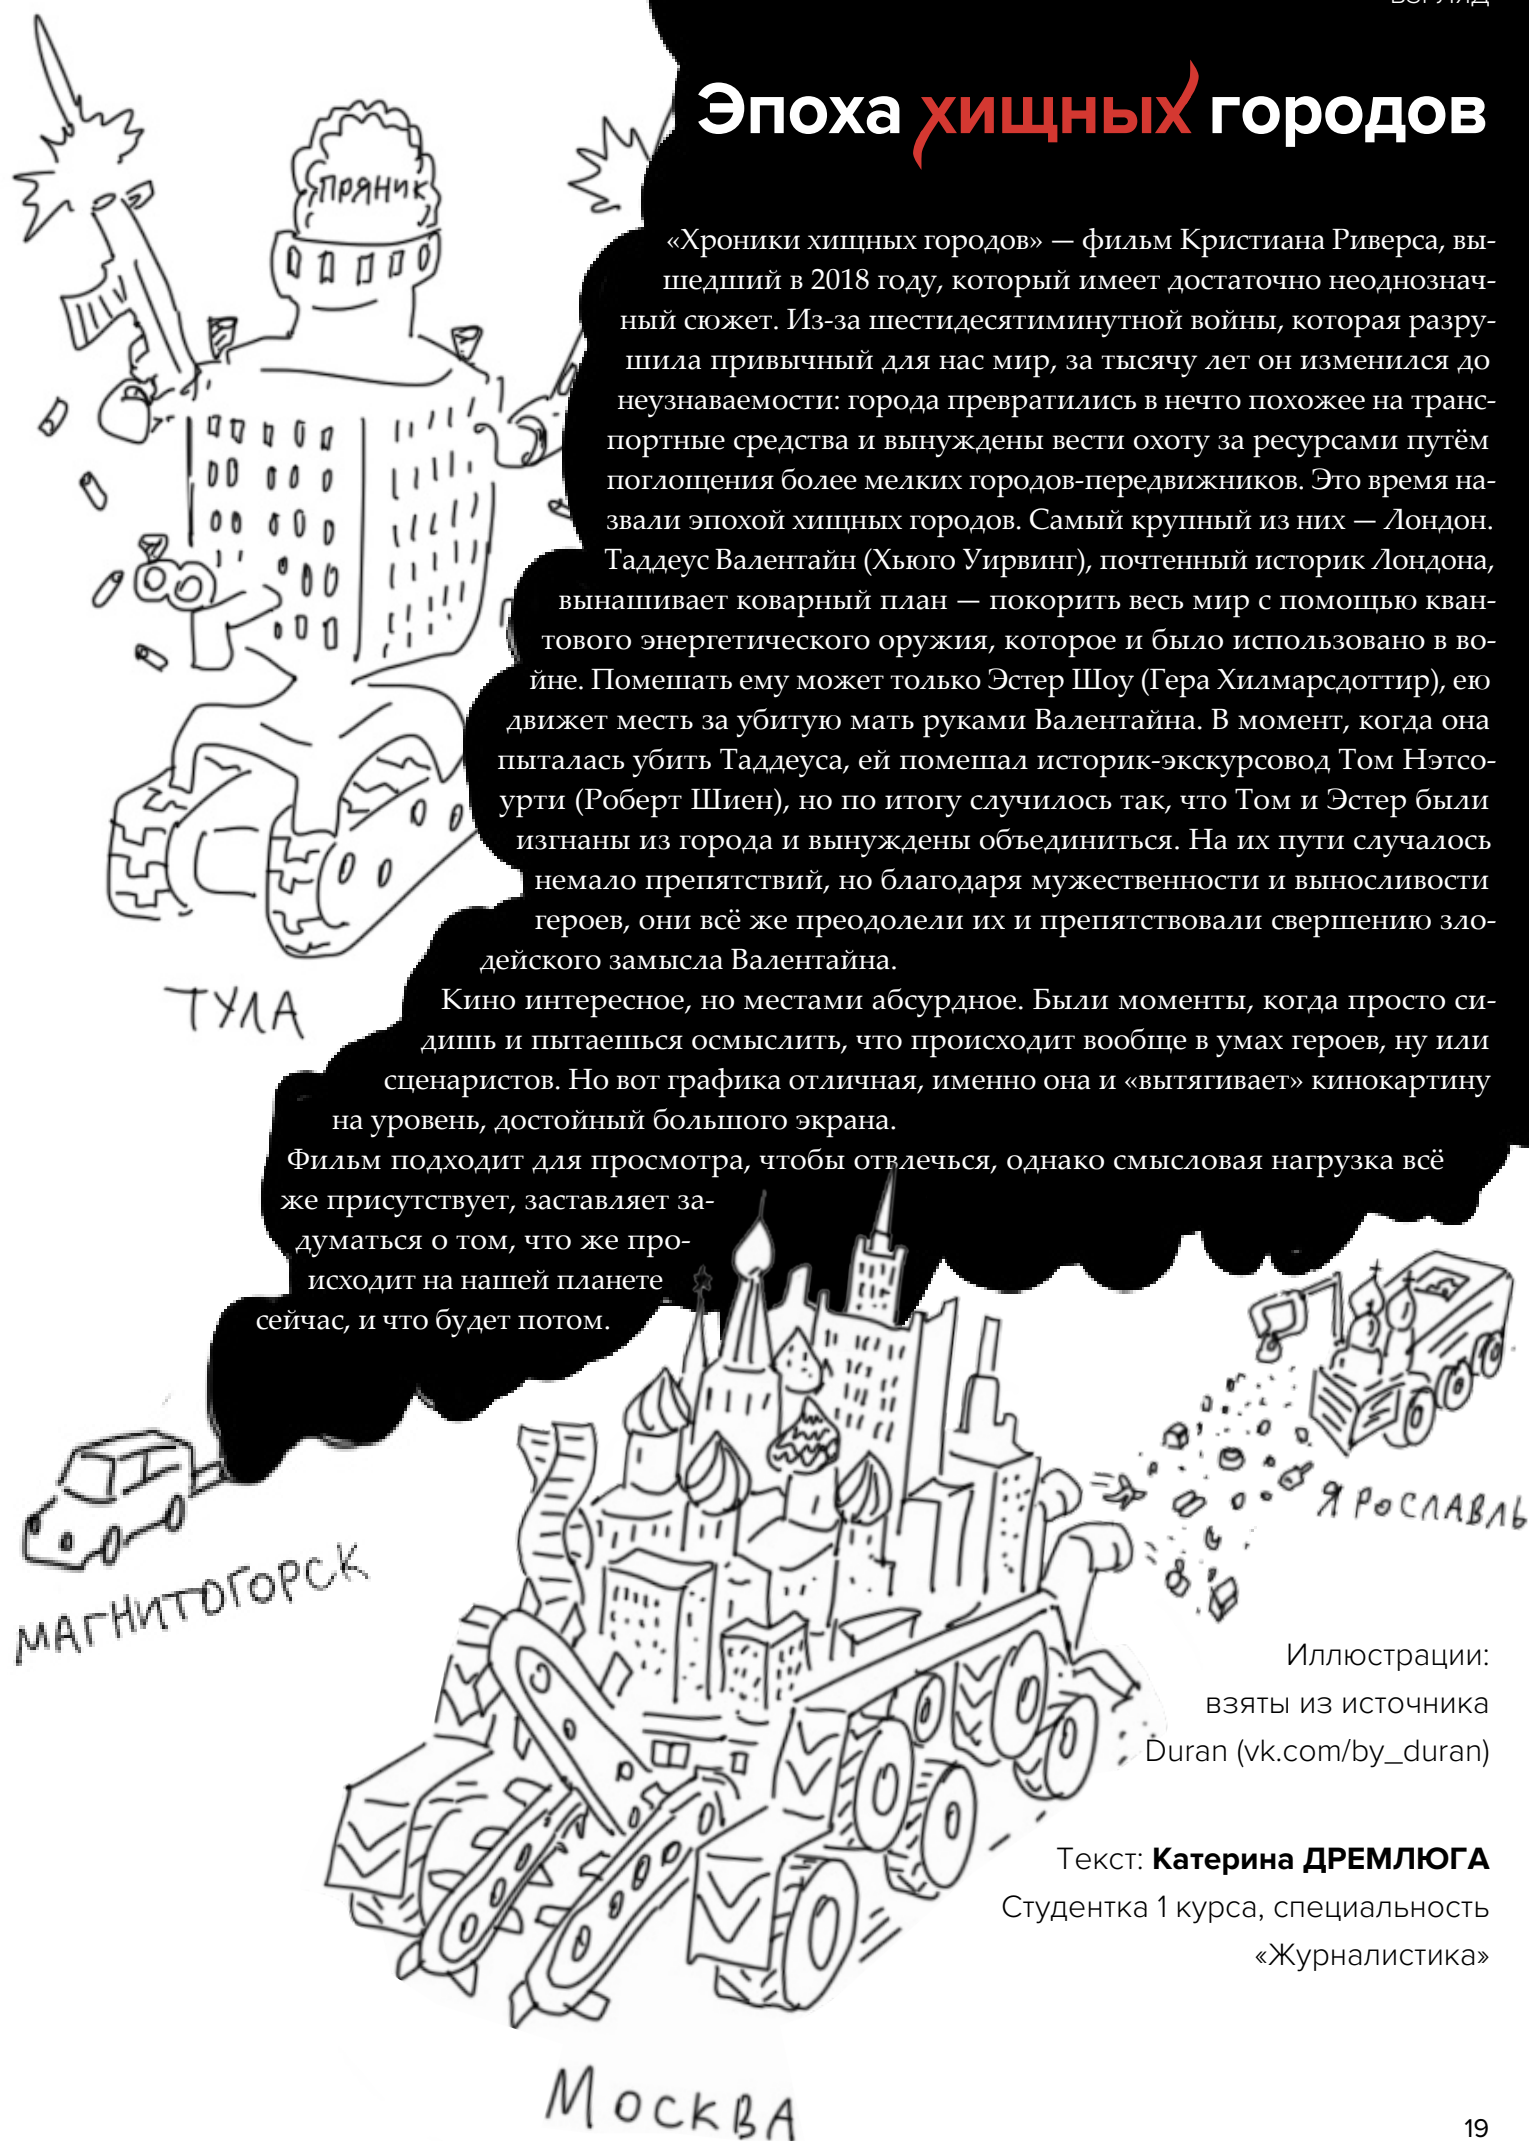 ВЗГЛЯД
Эпоха хищных городов
ПРЯНИК
«Хроники хищных городов» — фильм Кристиана Риверса, вы-
шедший в 2018 году, который имеет достаточно неоднознач-
ный сюжет. Из-за шестидесятиминутной войны, которая разру-
шила привычный для нас мир, за тысячу лет он изменился до
неузнаваемости: города превратились в нечто похожее на транс-
портные средства и вынуждены вести охоту за ресурсами путём
поглощения более мелких городов-передвижников. Это время на-
звали эпохой хищных городов. Самый крупный из них — Лондон.
Таддеус Валентайн (Хьюго Уирвинг), почтенный историк Лондона,
вынашивает коварный план — покорить весь мир с помощью кван-
тового энергетического оружия, которое и было использовано в во-
йне. Помешать ему может только Эстер Шоу (Гера Хилмарсдоттир), ею
движет месть за убитую мать руками Валентайна. В момент, когда она
пыталась убить Таддеуса, ей помешал историк-экскурсовод Том Нэтсо-
урти (Роберт Шиен), но по итогу случилось так, что Том и Эстер были
изгнаны из города и вынуждены объединиться. На их пути случалось
немало препятствий, но благодаря мужественности и выносливости
героев, они всё же преодолели их и препятствовали свершению зло-
дейского замысла Валентайна.
Кино интересное, но местами абсурдное. Были моменты, когда просто си-
дишь и пытаешься осмыслить, что происходит вообще в умах героев, ну или
сценаристов. Но вот графика отличная, именно она и «вытягивает» кинокартину
на уровень, достойный большого экрана.
Фильм подходит для просмотра, чтобы отвлечься, однако смысловая нагрузка всё
же присутствует, заставляет за-
думаться о том, что же про-
исходит на нашей планете
сейчас, и что будет потом.
ТУЛА
ЯРОСЛАВЛЬ
МАГНИТОГОРСК
МОСКВА
Иллюстрации:
взяты из источника
Duran (vk.com/by_duran)
Текст: Катерина ДРЕМЛЮГА
Студентка 1 курса, специальность
«Журналистика»
19